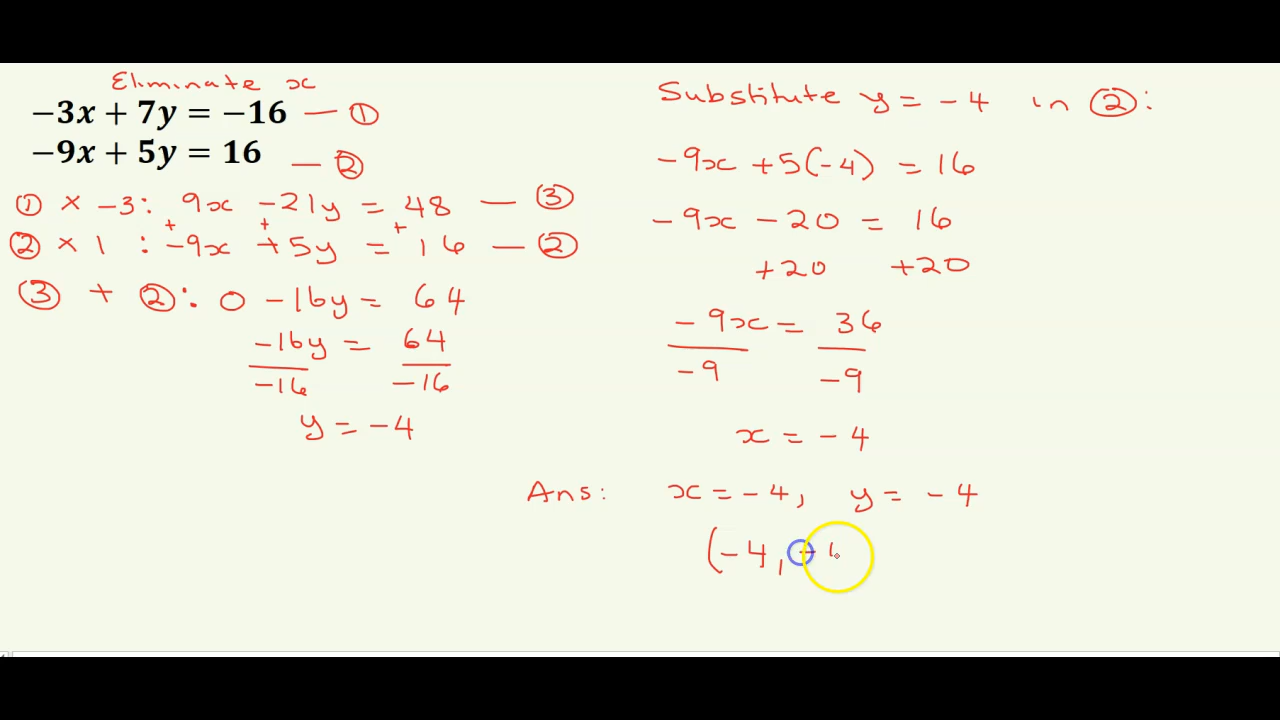 Eliminate x
−3x + 7y = −16 — ①
−9x + 5y = 16 — ②
① × −3: 9x − 21y = 48 — ③
+ + +
② × 1 : −9x + 5y = 16 — ②
③ + ②: 0 − 16y = 64
−16y = 64
−16 −16
y = −4
Substitute y = −4 in ②:
−9x + 5(−4) = 16
−9x − 20 = 16
+20 +20
−9x = 36
−9 −9
x = −4
Ans: x = −4, y = −4
(−4, −